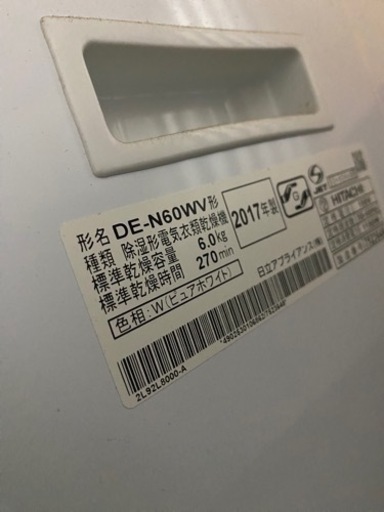 形名 DE-N60WV形
種類 除湿形電気衣類乾燥機
標準乾燥容量 6.0kg
標準乾燥時間 270min
色相:W(ピュアホワイト)
2017年製
JET
HITACHI
日立アプライアンス(株)
2L92L8000-A